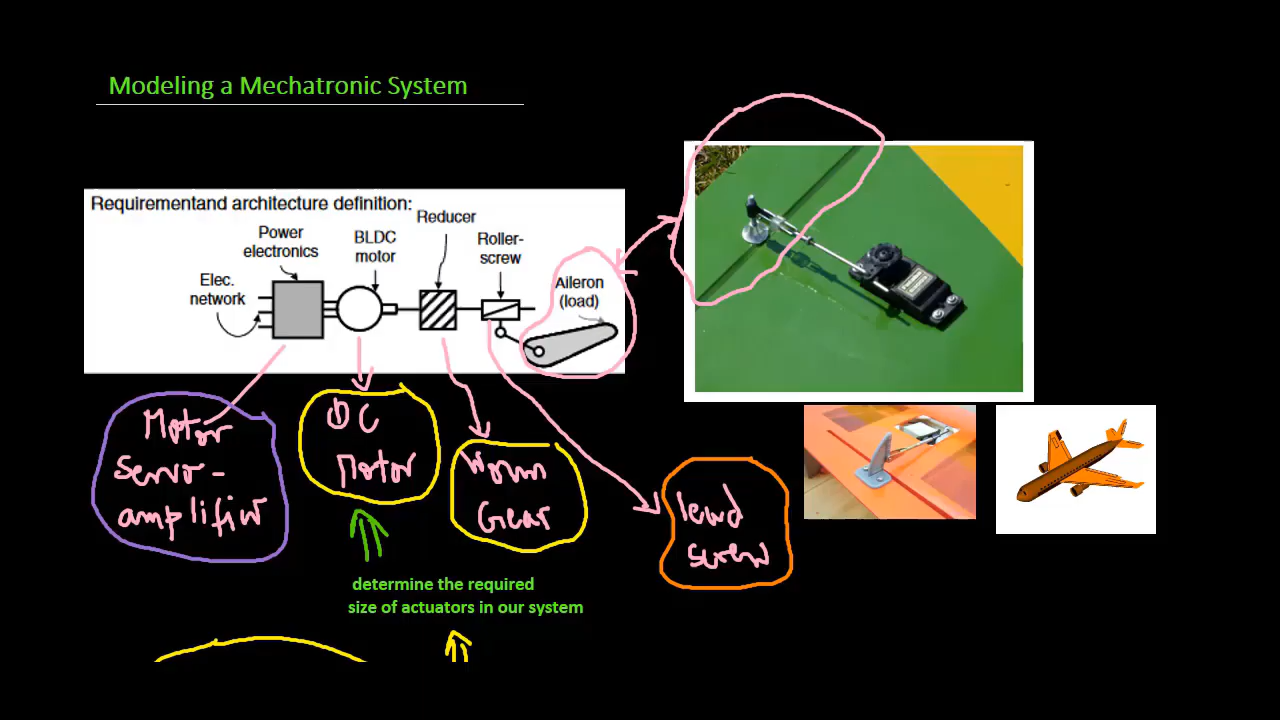 Modeling a Mechatronic System
Requirementand architecture definition:
Reducer
Power
electronics
BLDC
motor
Roller-
screw
Elec.
network
Aileron
(load)
Motor
servo-
amplifier
DC
Motor
Worm
Gear
lead
screw
determine the required
size of actuators in our system